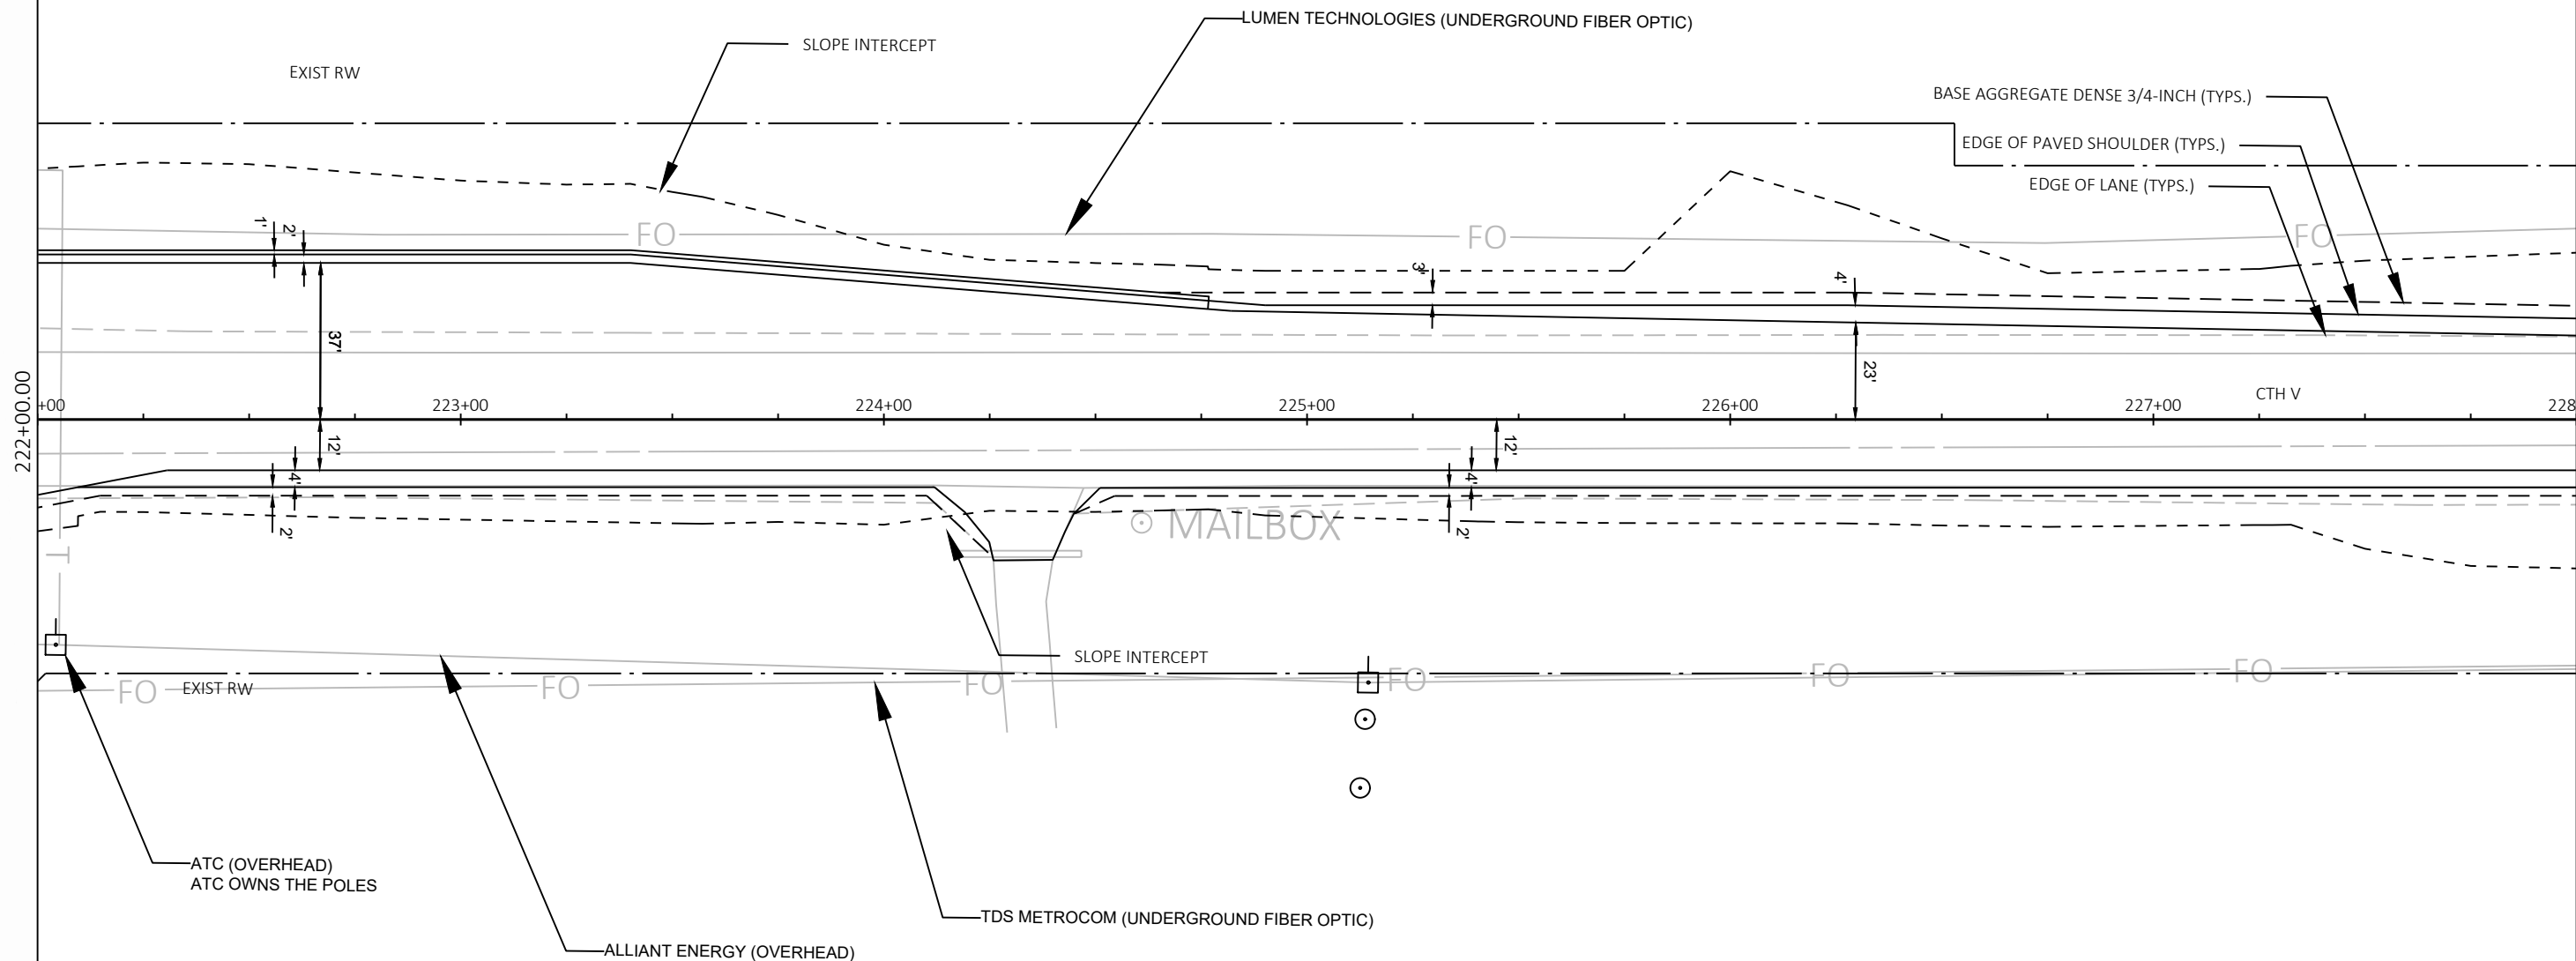 LUMEN TECHNOLOGIES (UNDERGROUND FIBER OPTIC)
SLOPE INTERCEPT
EXIST RW
BASE AGGREGATE DENSE 3/4-INCH (TYPS.)
EDGE OF PAVED SHOULDER (TYPS.)
EDGE OF LANE (TYPS.)
1'
2'
FO
FO
FO
3'
4'
37'
23'
CTH V
222+00.00
+00
223+00
224+00
225+00
226+00
227+00
228
12'
12'
4'
4'
2'
2'
MAILBOX
T
SLOPE INTERCEPT
FO
EXIST RW
FO
FO
FO
FO
FO
ATC (OVERHEAD)
ATC OWNS THE POLES
TDS METROCOM (UNDERGROUND FIBER OPTIC)
ALLIANT ENERGY (OVERHEAD)